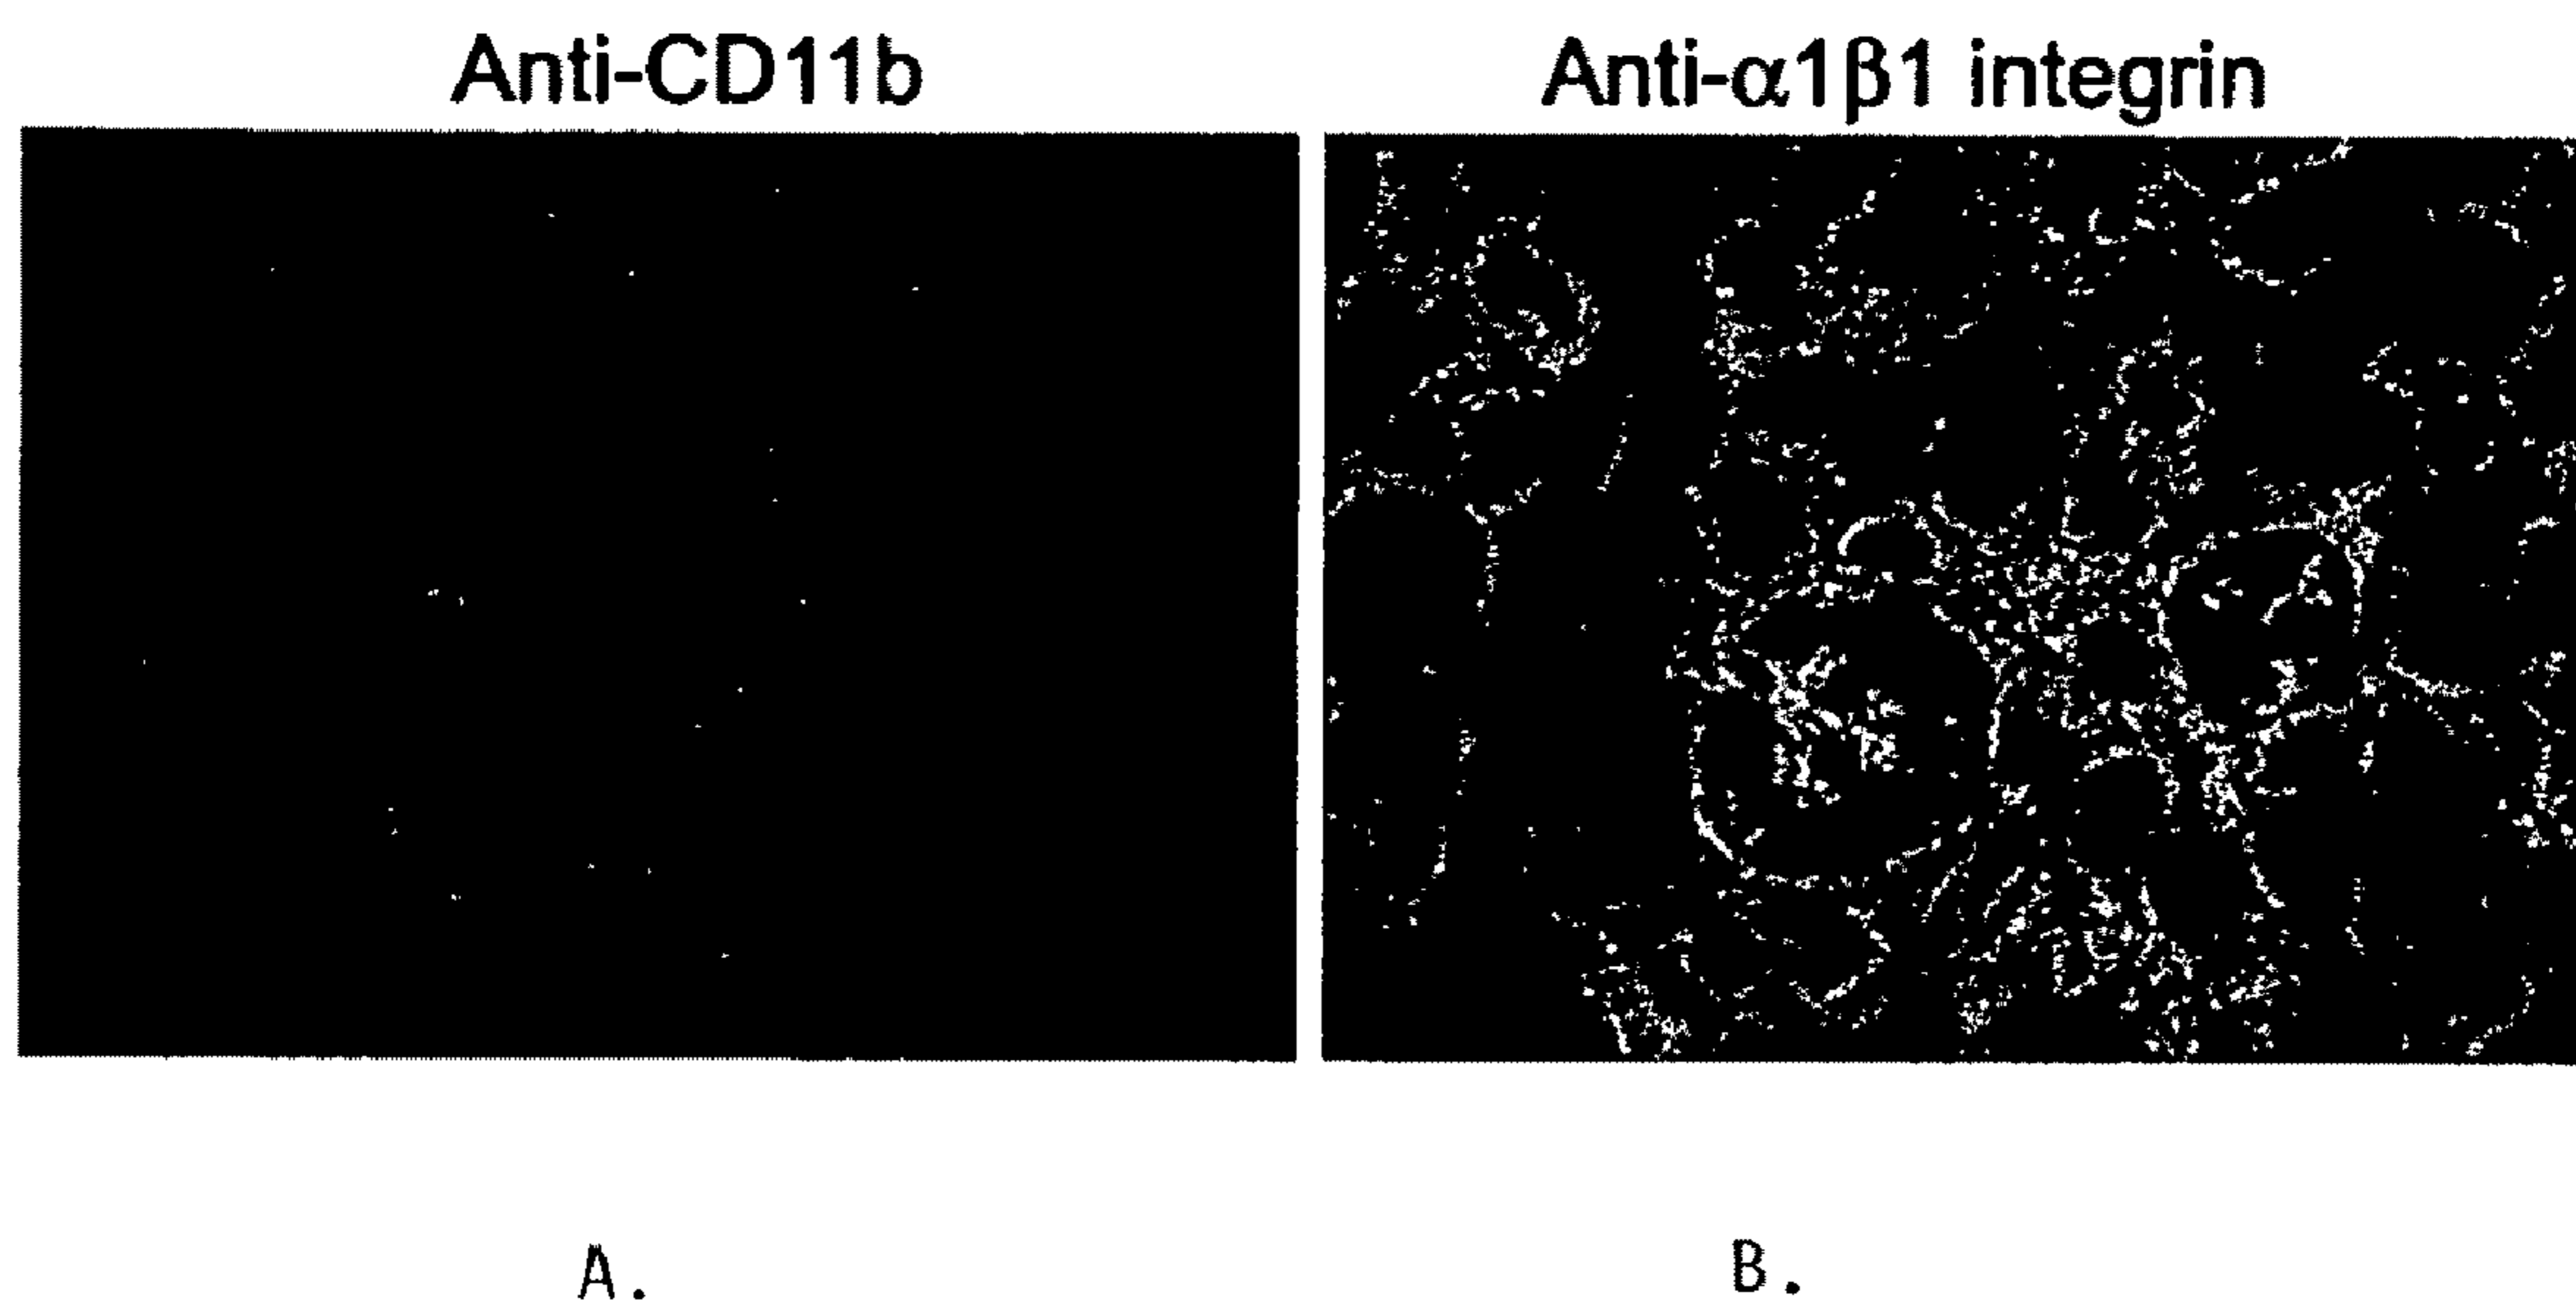 Anti-CD11b
Anti-α1β1 integrin
A.
B.